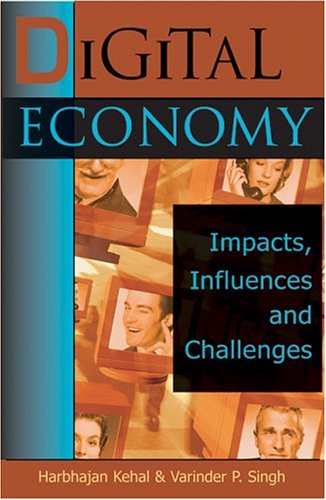 DIGITAL
ECONOMY
Impacts,
Influences
and
Challenges
Harbhajan Kehal & Varinder P. Singh